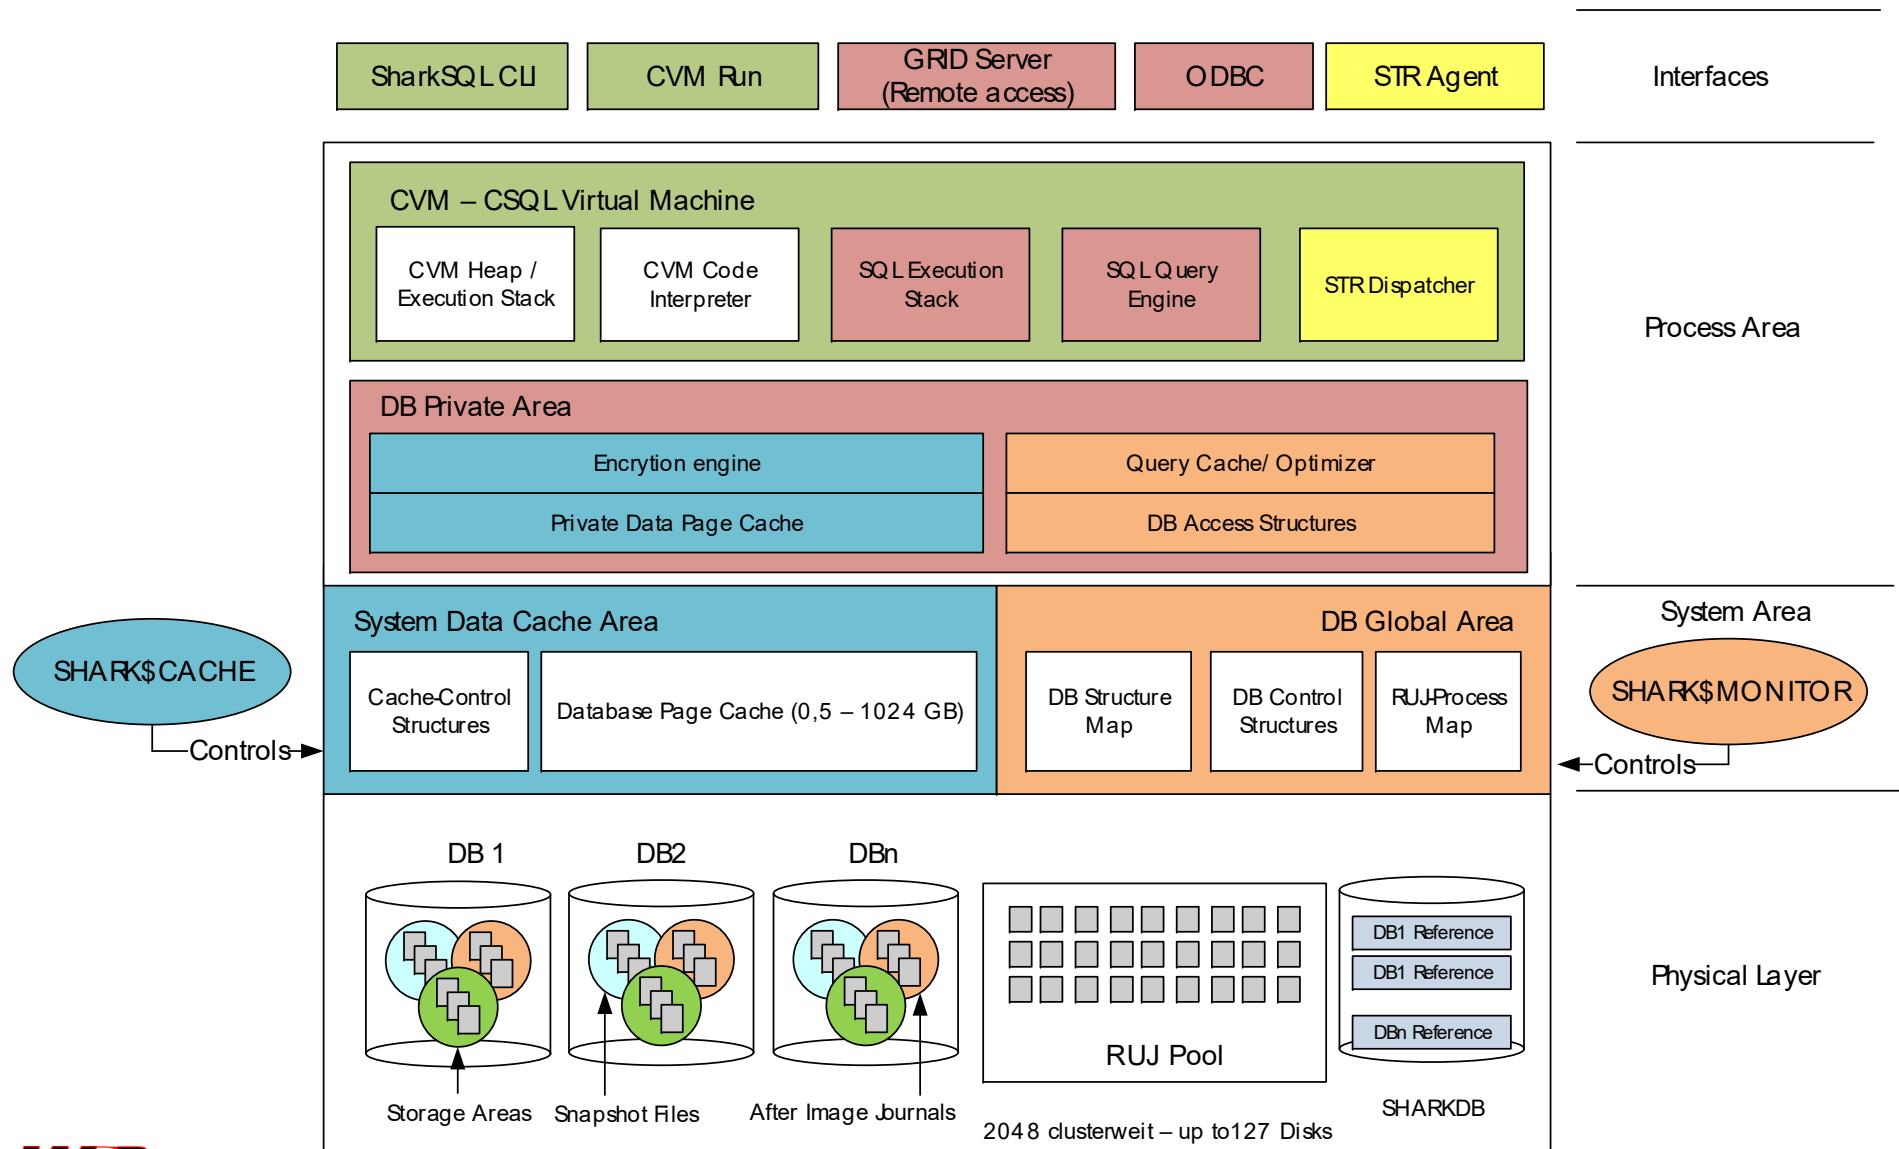 SharkSQL CLI
CVM Run
GRID Server
(Remote access)
ODBC
STR Agent
Interfaces
CVM – CSQL Virtual Machine
CVM Heap /
Execution Stack
CVM Code
Interpreter
SQL Execution
Stack
SQL Query
Engine
STR Dispatcher
Process Area
DB Private Area
Encrytion engine
Query Cache/ Optimizer
Private Data Page Cache
DB Access Structures
System Data Cache Area
DB Global Area
System Area
SHARK$CACHE
Cache-Control
Structures
Database Page Cache (0,5 – 1024 GB)
DB Structure
Map
DB Control
Structures
RUJ-Process
Map
SHARK$MONITOR
Controls
Controls
DB 1
DB2
DBn
DB1 Reference
DB1 Reference
DBn Reference
Physical Layer
RUJ Pool
Storage Areas
Snapshot Files
After Image Journals
SHARKDB
2048 clusterweit – up to127 Disks